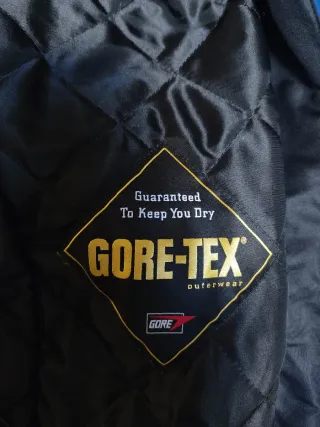 Guaranteed
To Keep You Dry
GORE-TEX®
outerwear
GORE